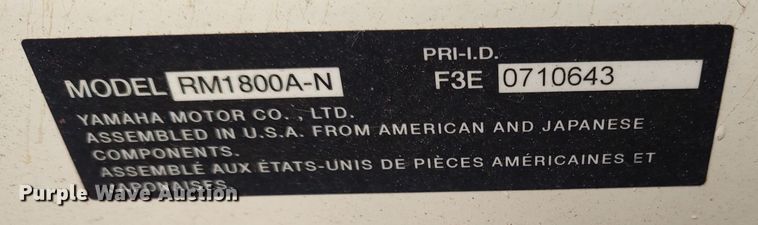 PRI-I.D.
MODEL RM1800A-N F3E 0710643
YAMAHA MOTOR CO., LTD.
ASSEMBLED IN U.S.A. FROM AMERICAN AND JAPANESE
COMPONENTS.
ASSEMBLÉ AUX ÉTATS-UNIS DE PIÈCES AMÉRICAINES ET
JAPONAISES.
Purple Wave Auction